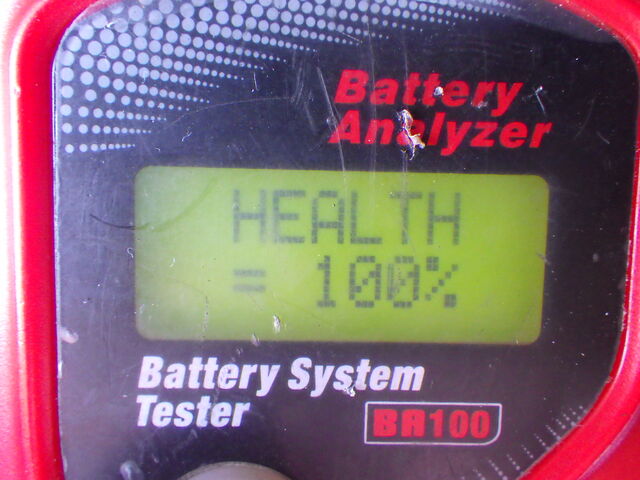 Battery
Analyzer
HEALTH
= 100%
Battery System
Tester
BA100